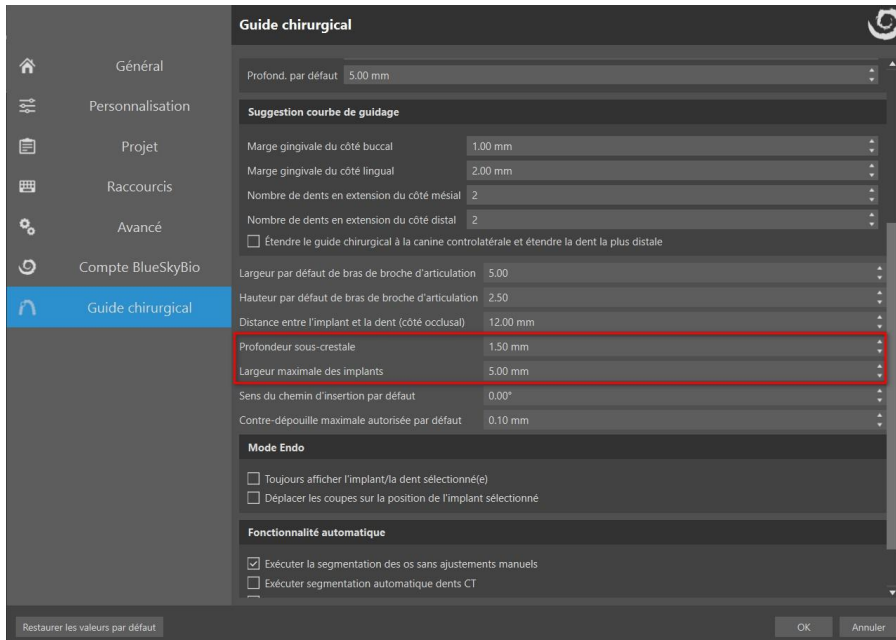 Guide chirurgical
Général
Personnalisation
Projet
Raccourcis
Avancé
Compte BlueSkyBio
Guide chirurgical
Profond. par défaut 5.00 mm
Suggestion courbe de guidage
Marge gingivale du côté buccal 1.00 mm
Marge gingivale du côté lingual 2.00 mm
Nombre de dents en extension du côté mésial 2
Nombre de dents en extension du côté distal 2
Étendre le guide chirurgical à la canine controlatérale et étendre la dent la plus distale
Largeur par défaut de bras de broche d'articulation 5.00
Hauteur par défaut de bras de broche d'articulation 2.50
Distance entre l'implant et la dent (côté occlusal) 12.00 mm
Profondeur sous-crestale 1.50 mm
Largeur maximale des implants 5.00 mm
Sens du chemin d'insertion par défaut 0.00°
Contre-dépouille maximale autorisée par défaut 0.10 mm
Mode Endo
Toujours afficher l'implant/la dent sélectionné(e)
Déplacer les coupes sur la position de l'implant sélectionné
Fonctionnalité automatique
Exécuter la segmentation des os sans ajustements manuels
Exécuter segmentation automatique dents CT
Restaurer les valeurs par défaut
OK
Annuler